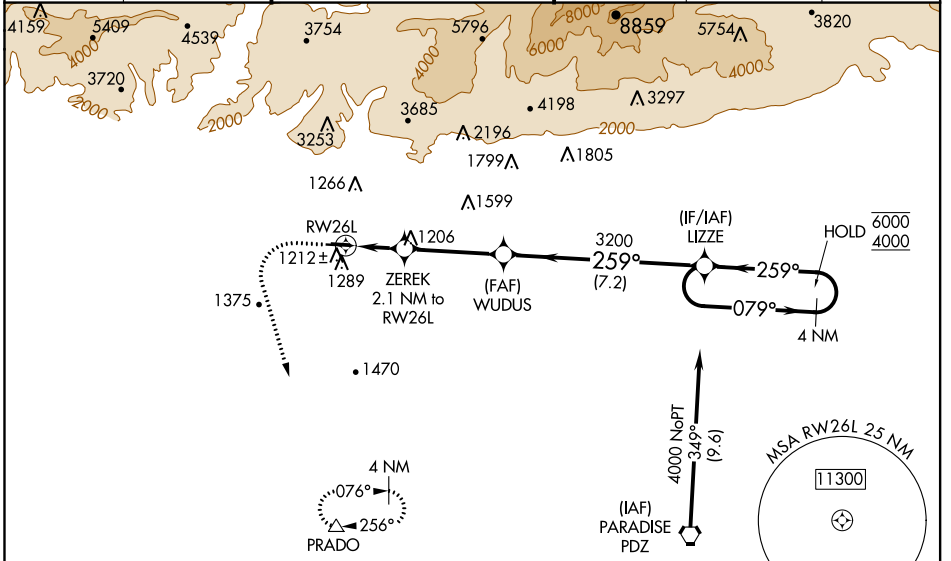 4159
5409
4539
3754
5796
8000
8859
5754
3820
4000
4000
6000
4000
3720
2000
2000
3685
4198
3297
3253
2196
2000
1799
1805
1266
1599
RW26L
1206
(IF/IAF)
LIZZE
HOLD
6000
4000
1212±
1289
ZEREK
2.1 NM to
RW26L
(FAF)
WUDUS
3200
259°
(7.2)
259°
079°
4 NM
1375
1470
4000 NoPT
349°
(9.6)
MSA RW26L 25 NM
11300
4 NM
076°
256°
PRADO
(IAF)
PARADISE
PDZ